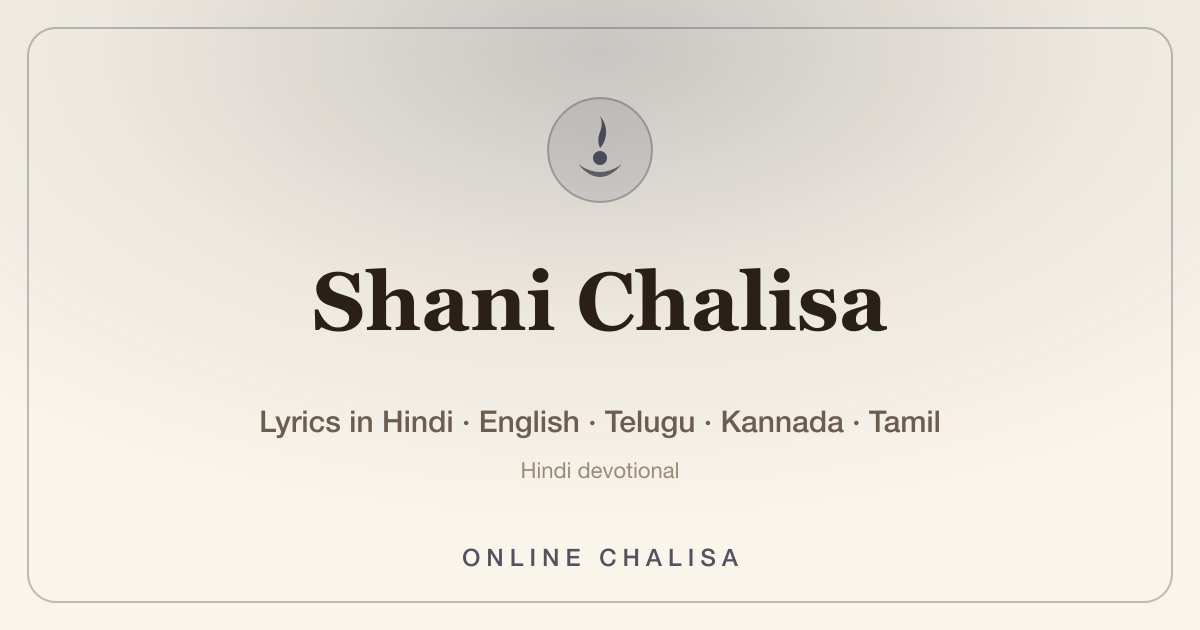 Shani Chalisa
Lyrics in Hindi · English · Telugu · Kannada · Tamil
Hindi devotional
ONLINE CHALISA